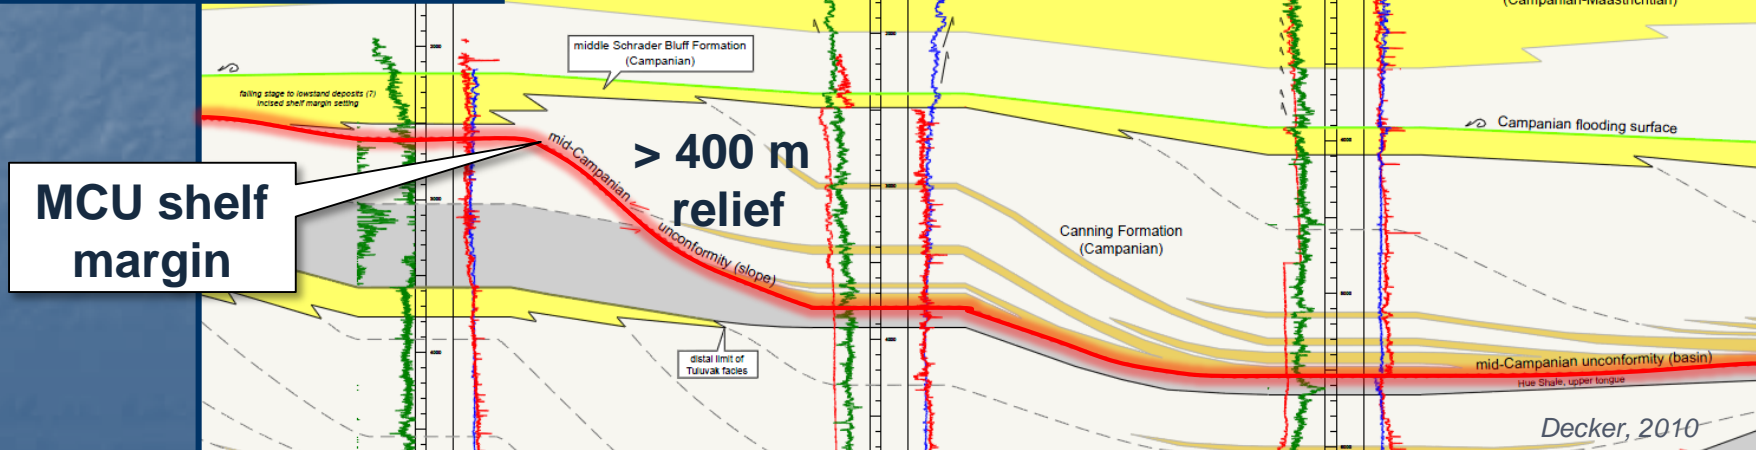 (Campanian-Maastrichtian)
middle Schrader Bluff Formation
(Campanian)
falling stage to lowstand deposits (?)
incised shelf margin setting
Campanian flooding surface
mid-Campanian unconformity (slope)
> 400 m
relief
MCU shelf
margin
Canning Formation
(Campanian)
distal limit of
Tuluvak facies
mid-Campanian unconformity (basin)
Hue Shale, upper tongue
Decker, 2010